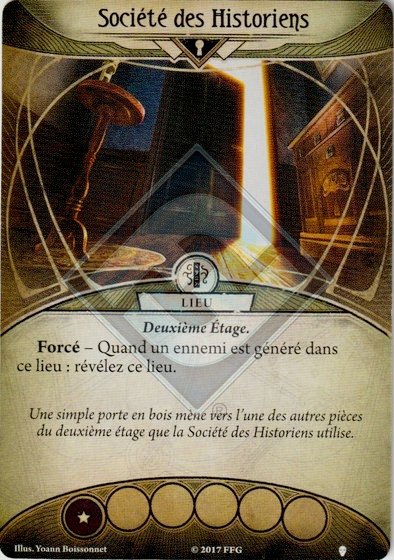 Société des Historiens
LIEU
Deuxième Étage.
Forcé – Quand un ennemi est généré dans
ce lieu : révélez ce lieu.
Une simple porte en bois mène vers l'une des autres pièces
du deuxième étage que la Société des Historiens utilise.
®
Illus. Yoann Boissonnet
© 2017 FFG